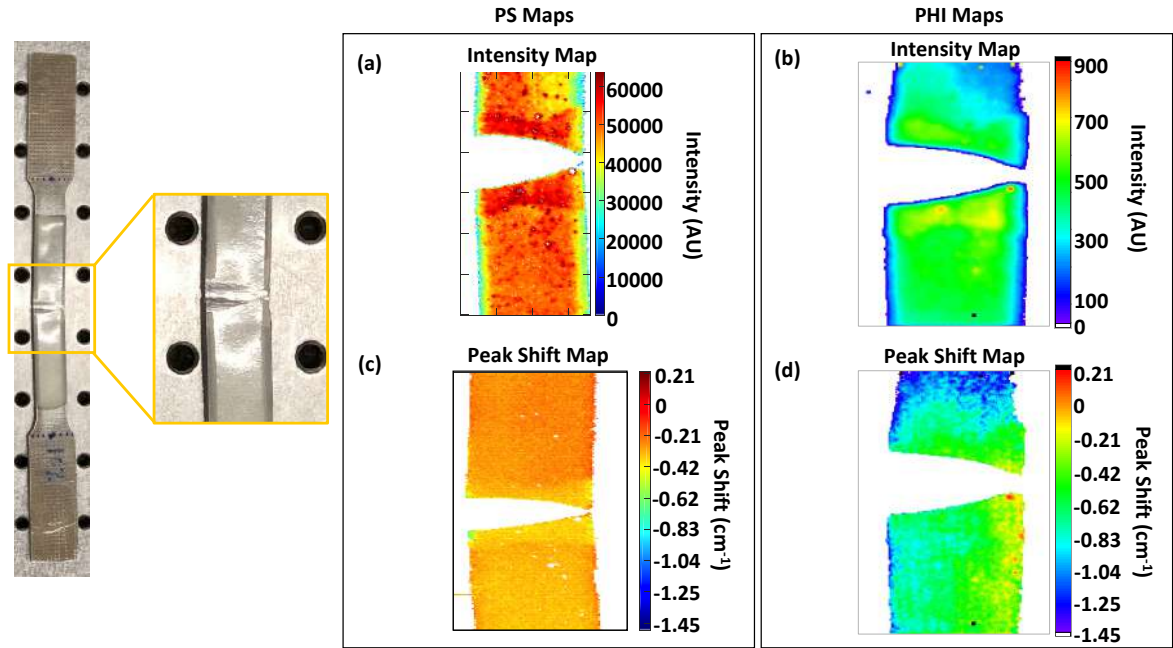 PS Maps
PHI Maps
(a)
Intensity Map
60000
50000
40000
30000
20000
10000
0
Intensity (AU)
(b)
Intensity Map
900
700
500
300
100
0
Intensity (AU)
(c)
Peak Shift Map
0.21
0
-0.21
-0.42
-0.62
-0.83
-1.04
-1.25
-1.45
Peak Shift (cm⁻¹)
(d)
Peak Shift Map
0.21
0
-0.21
-0.42
-0.62
-0.83
-1.04
-1.25
-1.45
Peak Shift (cm⁻¹)